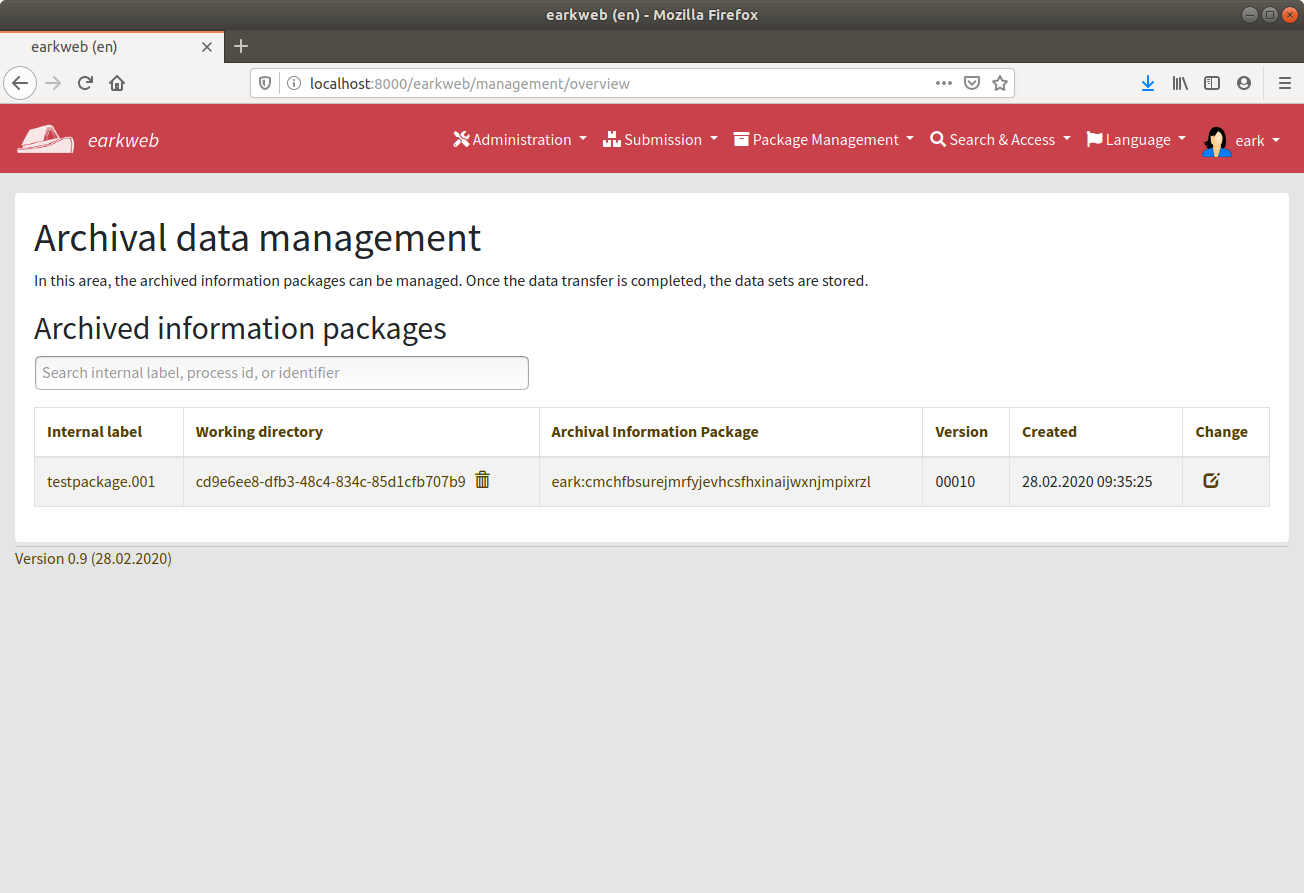 earkweb (en) - Mozilla Firefox
earkweb (en)
localhost:8000/earkweb/management/overview
earkweb Administration Submission Package Management Search & Access Language eark
Archival data management
In this area, the archived information packages can be managed. Once the data transfer is completed, the data sets are stored.
Archived information packages
Search internal label, process id, or identifier
Internal label Working directory Archival Information Package Version Created Change
testpackage.001 cd9e6ee8-dfb3-48c4-834c-85d1cfb707b9 eark:cmchfbsurejmrfyjevhcsfhxinaijwxnjmpixrzl 00010 28.02.2020 09:35:25
Version 0.9 (28.02.2020)